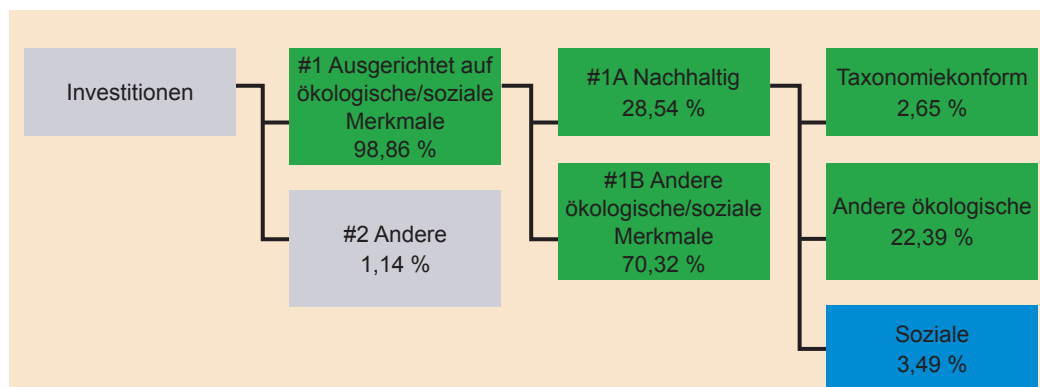 Investitionen
#1 Ausgerichtet auf
ökologische/soziale
Merkmale
98,86 %
#2 Andere
1,14 %
#1A Nachhaltig
28,54 %
#1B Andere
ökologische/soziale
Merkmale
70,32 %
Taxonomiekonform
2,65 %
Andere ökologische
22,39 %
Soziale
3,49 %